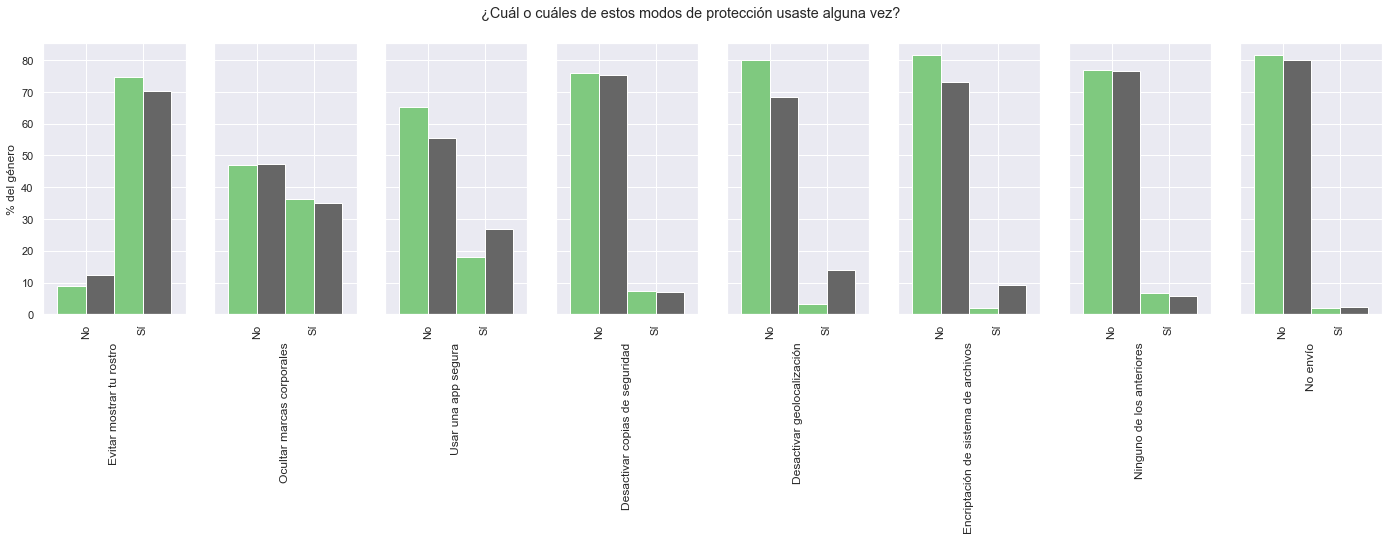 ¿Cuál o cuáles de estos modos de protección usaste alguna vez?
% del género
80
70
60
50
40
30
20
10
0
No
Sí
Evitar mostrar tu rostro
No
Sí
Ocultar marcas corporales
No
Sí
Usar una app segura
No
Sí
Desactivar copias de seguridad
No
Sí
Desactivar geolocalización
No
Sí
Encriptación de sistema de archivos
No
Sí
Ninguno de los anteriores
No
Sí
No envío